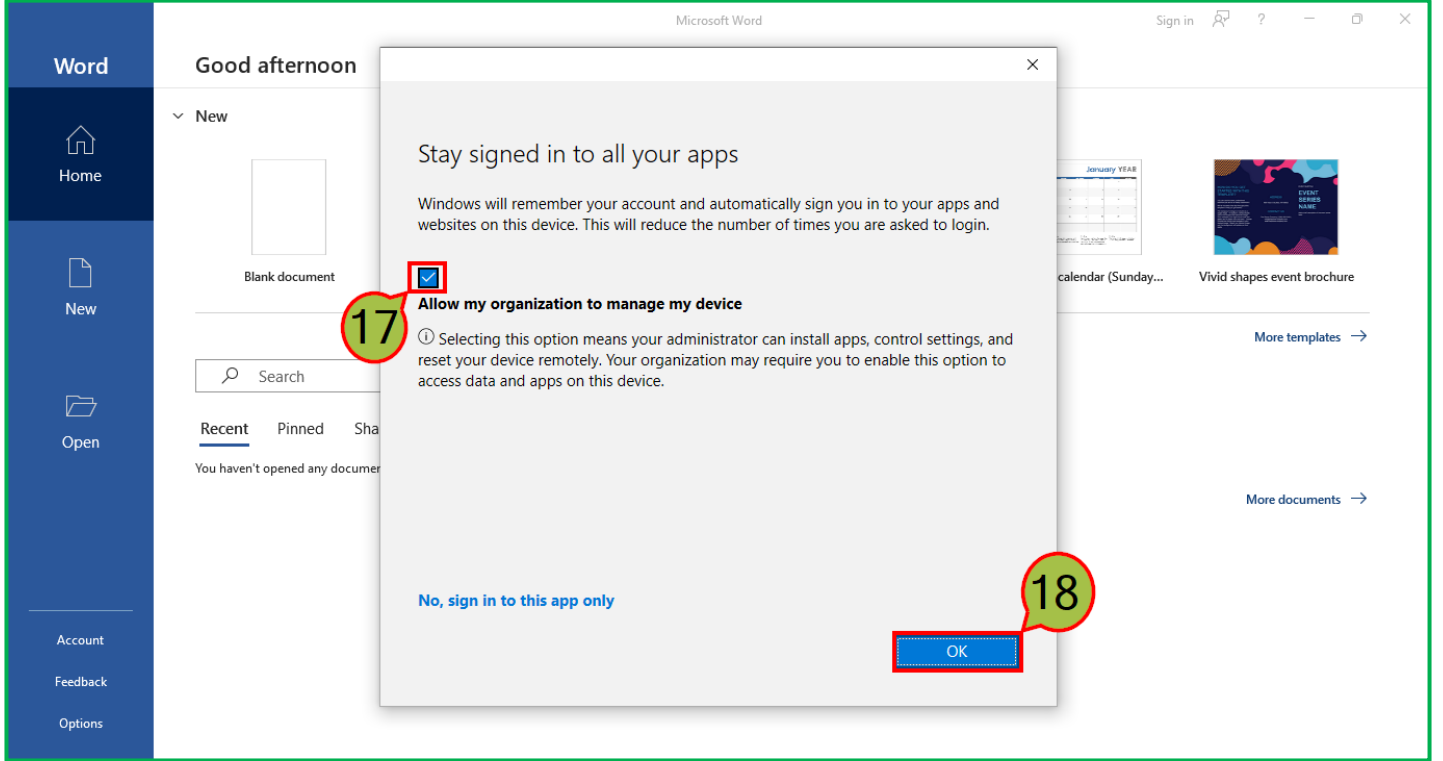 Microsoft Word
Sign in
?
Word
Good afternoon
New
Home
New
Open
Account
Feedback
Options
Blank document
Search
Recent Pinned Sha
You haven't opened any documen
Stay signed in to all your apps
Windows will remember your account and automatically sign you in to your apps and
websites on this device. This will reduce the number of times you are asked to login.
17
Allow my organization to manage my device
Selecting this option means your administrator can install apps, control settings, and
reset your device remotely. Your organization may require you to enable this option to
access data and apps on this device.
No, sign in to this app only
18
OK
January YEAR
calendar (Sunday...
EVENT
SERIES
NAME
Vivid shapes event brochure
More templates
More documents